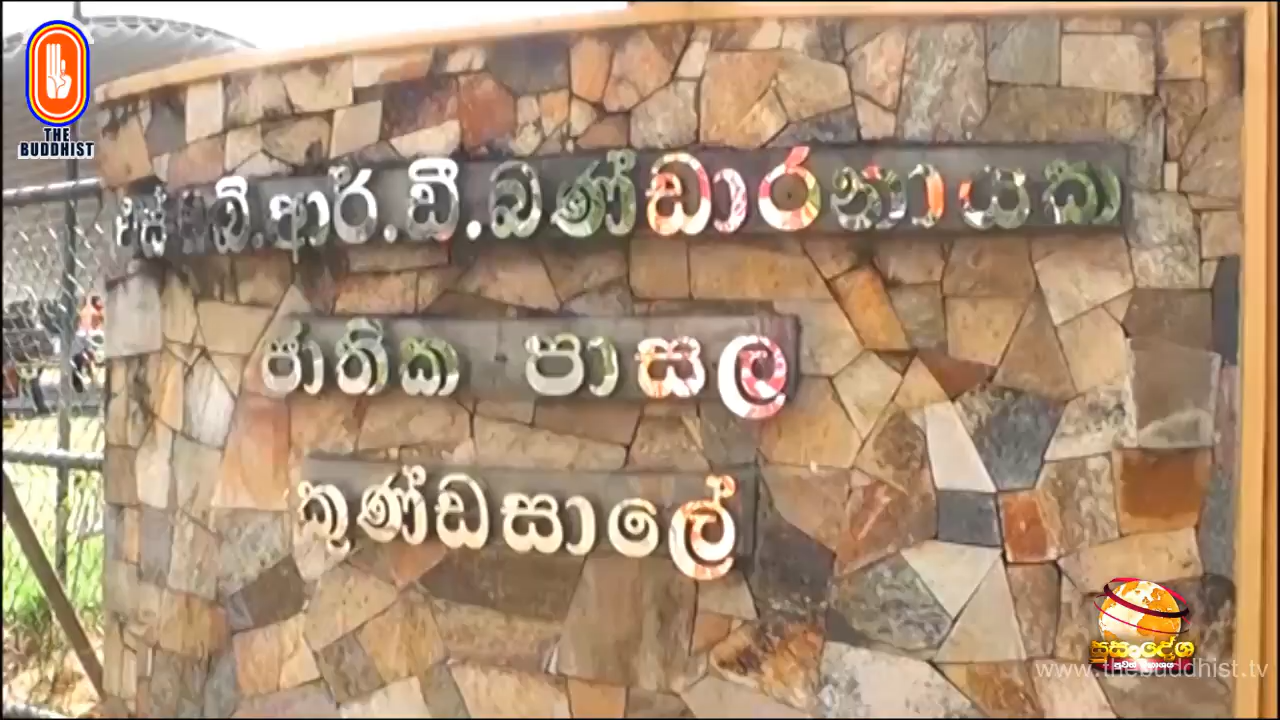 THE
BUDDHIST
එස්.ඩබ්.ආර්.ඩී.බණ්ඩාරනායක
ජාතික පාසල
කුණ්ඩසාලේ
සුසංදේශ
www.thebuddhist.tv